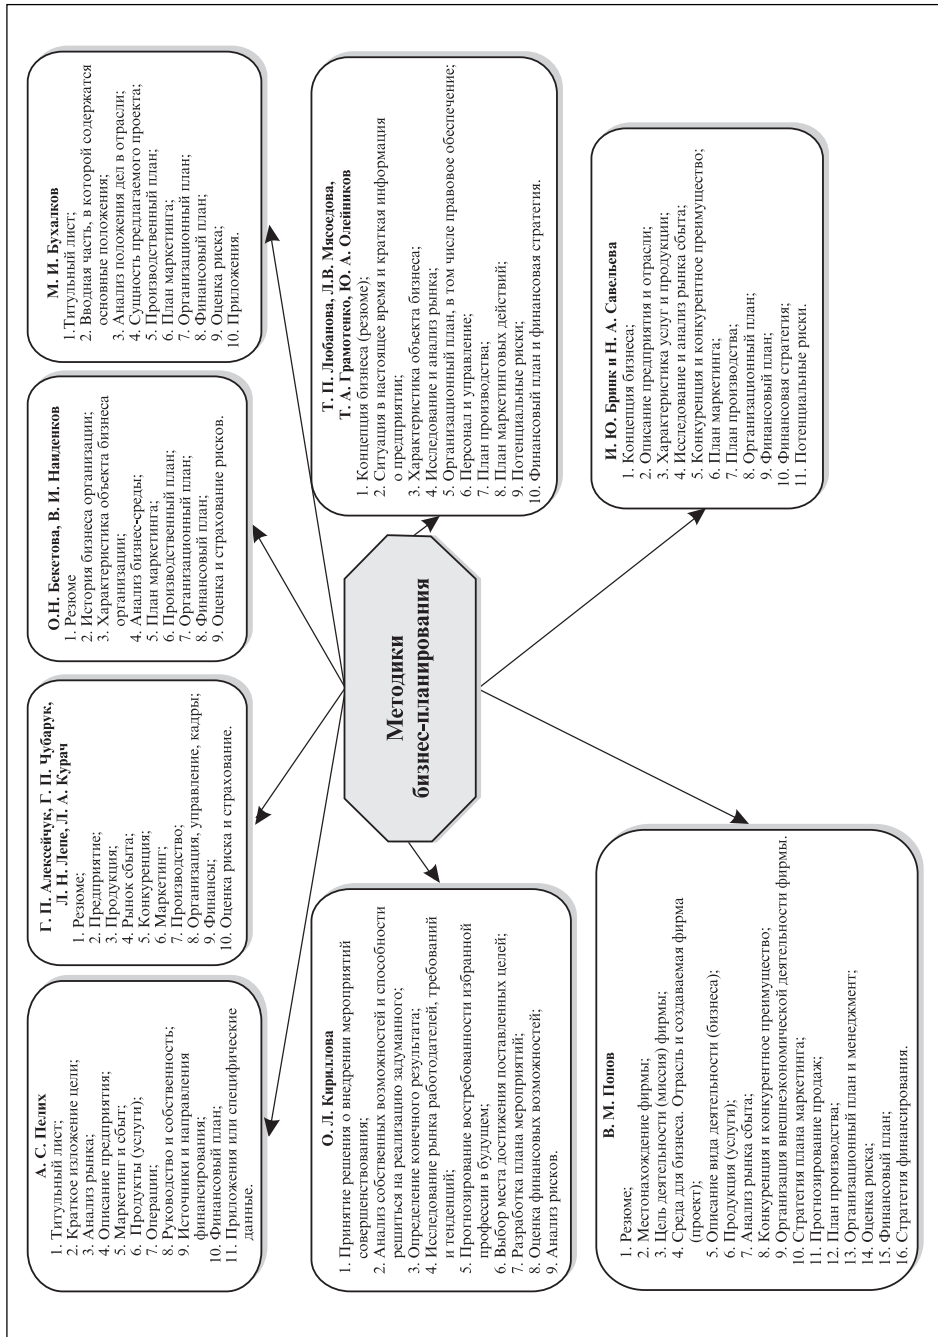 А. С. Пелих
1. Титульный лист;
2. Краткое изложение цели;
3. Анализ рынка;
4. Описание предприятия;
5. Маркетинг и сбыт;
6. Продукты (услуги);
7. Операции;
8. Руководство и собственность;
9. Источники и направления
финансирования;
10. Финансовый план;
11. Приложения или специфические
данные.
Г. П. Алексейчук, Г. П. Чубарук,
Л. Н. Лепе, Л. А. Курач
1. Резюме;
2. Предприятие;
3. Продукция;
4. Рынок сбыта;
5. Конкуренция;
6. Маркетинг;
7. Производство;
8. Организация, управление, кадры;
9. Финансы;
10. Оценка риска и страхование.
О.Н. Бекетова, В. И. Найденков
1. Резюме
2. История бизнеса организации;
3. Характеристика объекта бизнеса
организации;
4. Анализ бизнес-среды;
5. План маркетинга;
6. Производственный план;
7. Организационный план;
8. Финансовый план;
9. Оценка и страхование рисков.
М. И. Бухалков
1. Титульный лист;
2. Вводная часть, в которой содержатся
основные положения;
3. Анализ положения дел в отрасли;
4. Сущность предлагаемого проекта;
5. Производственный план;
6. План маркетинга;
7. Организационный план;
8. Финансовый план;
9. Оценка риска;
10. Приложения.
О. Л. Кириллова
1. Принятие решения о внедрении мероприятий
совершенствования;
2. Анализ собственных возможностей и способности
решиться на реализацию задуманного;
3. Определение конечного результата;
4. Исследование рынка работодателей, требований
и тенденций;
5. Прогнозирование востребованности избранной
профессии в будущем;
6. Выбор места достижения поставленных целей;
7. Разработка плана мероприятий;
8. Оценка финансовых возможностей;
9. Анализ рисков.
Методики
бизнес-планирования
Т. П. Любанова, Л.В. Мясоедова,
Т. А. Грамотенко, Ю. А. Олейников
1. Концепция бизнеса (резюме);
2. Ситуация в настоящее время и краткая информация
о предприятии;
3. Характеристика объекта бизнеса;
4. Исследование и анализ рынка;
5. Организационный план, в том числе правовое обеспечение;
6. Персонал и управление;
7. План производства;
8. План маркетинговых действий;
9. Потенциальные риски;
10. Финансовый план и финансовая стратегия.
В. М. Попов
1. Резюме;
2. Местонахождение фирмы;
3. Цель деятельности (миссия) фирмы;
4. Среда для бизнеса. Отрасль и создаваемая фирма
(проект);
5. Описание вида деятельности (бизнеса);
6. Продукция (услуги);
7. Анализ рынка сбыта;
8. Конкуренция и конкурентное преимущество;
9. Организация внешнеэкономической деятельности фирмы.
10. Стратегия плана маркетинга;
11. Прогнозирование продаж;
12. План производства;
13. Организационный план и менеджмент;
14. Оценка риска;
15. Финансовый план;
16. Стратегия финансирования.
И. Ю. Бринк и Н. А. Савельева
1. Концепция бизнеса;
2. Описание предприятия и отрасли;
3. Характеристика услуг и продукции;
4. Исследование и анализ рынка сбыта;
5. Конкуренция и конкурентное преимущество;
6. План маркетинга;
7. План производства;
8. Организационный план;
9. Финансовый план;
10. Финансовая стратегия;
11. Потенциальные риски.